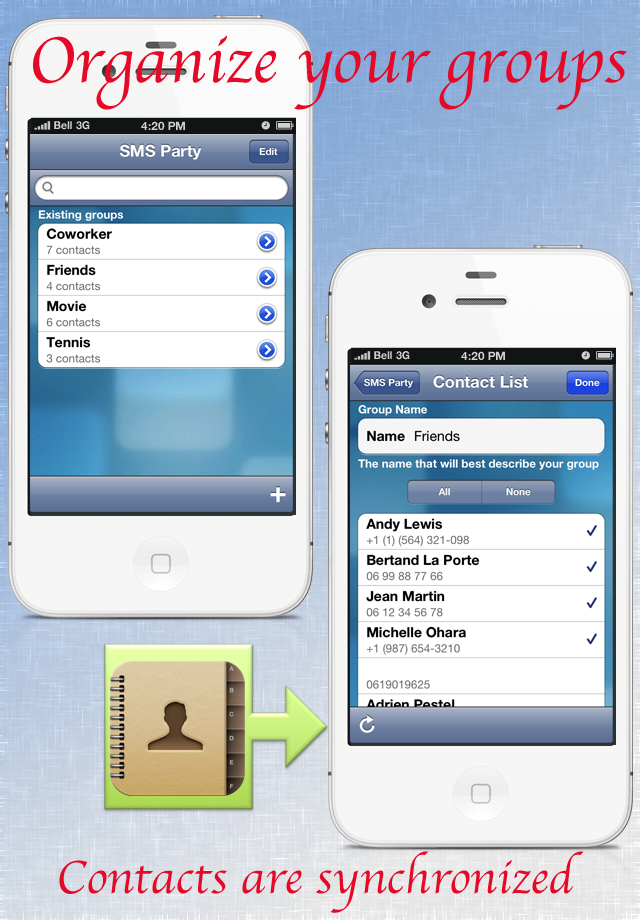 Organize your groups
Bell 3G 4:20 PM
SMS Party Edit
Existing groups
Coworker
7 contacts
Friends
4 contacts
Movie
6 contacts
Tennis
3 contacts
+
Bell 3G 4:20 PM
SMS Party Contact List Done
Group Name
Name Friends
The name that will best describe your group
All None
Andy Lewis
+1 (1) (564) 321-098
Bertand La Porte
06 99 88 77 66
Jean Martin
06 12 34 56 78
Michelle Ohara
+1 (987) 654-3210
0619019625
Adrien Pestel
A
B
C
D
E
F
Contacts are synchronized